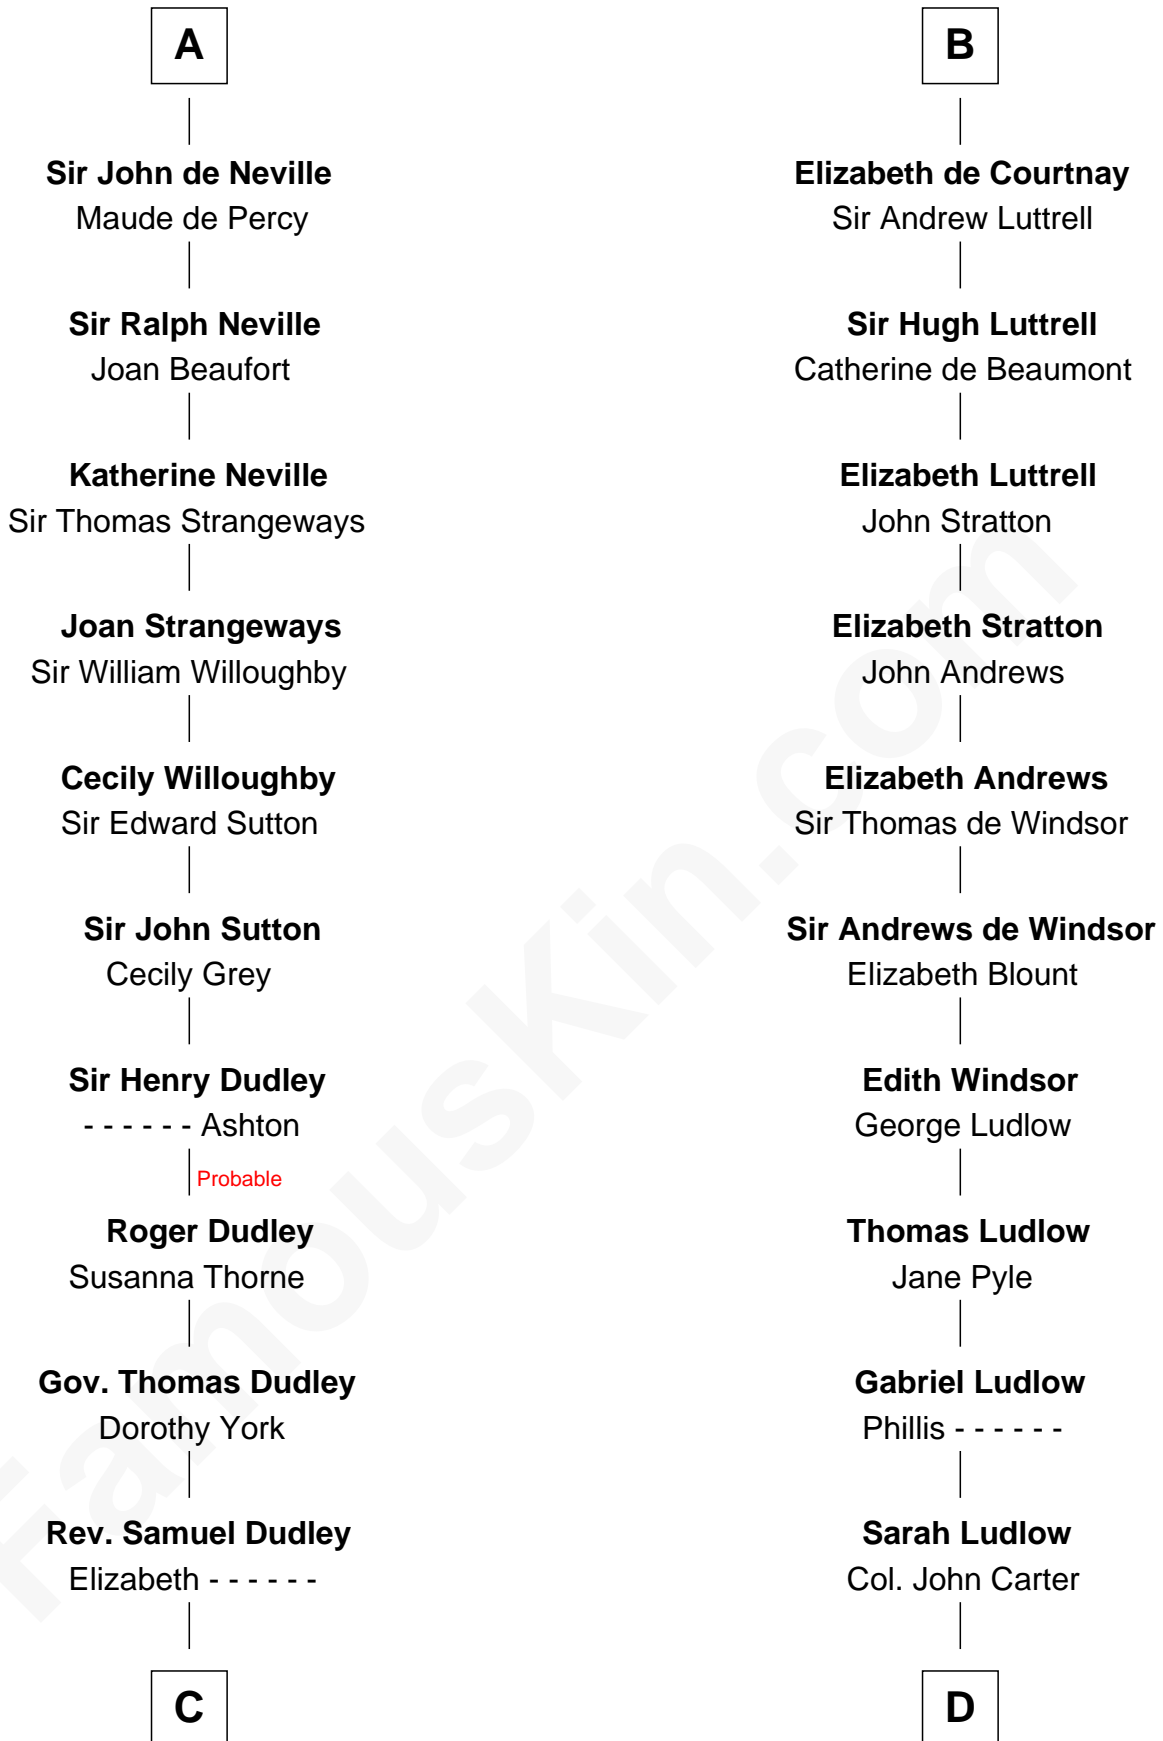 A
Sir John de Neville
Maude de Percy
Sir Ralph Neville
Joan Beaufort
Katherine Neville
Sir Thomas Strangeways
Joan Strangeways
Sir William Willoughby
Cecily Willoughby
Sir Edward Sutton
Sir John Sutton
Cecily Grey
Sir Henry Dudley
- - - - - - Ashton
Probable
Roger Dudley
Susanna Thorne
Gov. Thomas Dudley
Dorothy York
Rev. Samuel Dudley
Elizabeth - - - - - -
C
B
Elizabeth de Courtnay
Sir Andrew Luttrell
Sir Hugh Luttrell
Catherine de Beaumont
Elizabeth Luttrell
John Stratton
Elizabeth Stratton
John Andrews
Elizabeth Andrews
Sir Thomas de Windsor
Sir Andrews de Windsor
Elizabeth Blount
Edith Windsor
George Ludlow
Thomas Ludlow
Jane Pyle
Gabriel Ludlow
Phillis - - - - - -
Sarah Ludlow
Col. John Carter
D
FamousKin.com